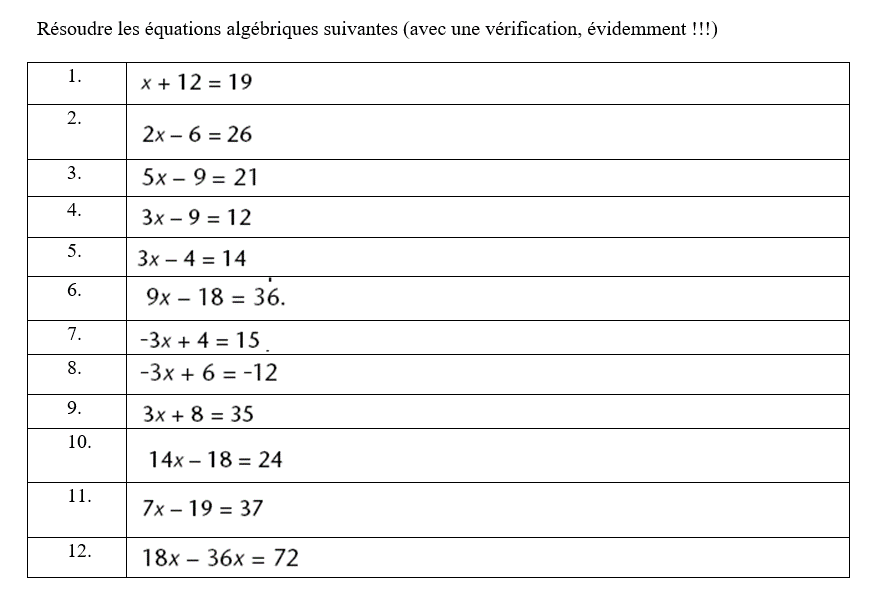 Résoudre les équations algébriques suivantes (avec une vérification, évidemment !!!)
1. x + 12 = 19
2. 2x – 6 = 26
3. 5x – 9 = 21
4. 3x – 9 = 12
5. 3x – 4 = 14
6. 9x – 18 = 36.
7. -3x + 4 = 15
8. -3x + 6 = -12
9. 3x + 8 = 35
10. 14x – 18 = 24
11. 7x – 19 = 37
12. 18x – 36x = 72